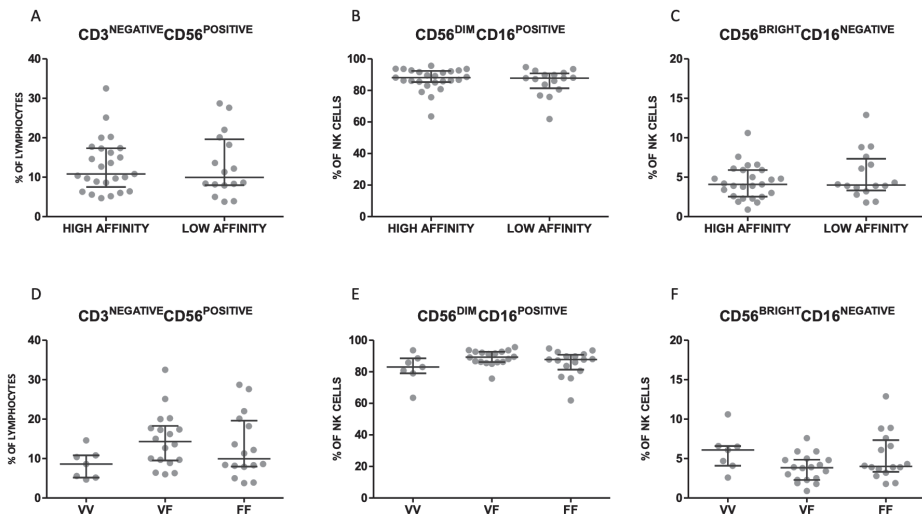 A
CD3NEGATIVECD56POSITIVE
% OF LYMPHOCYTES
40
30
20
10
0
HIGH AFFINITY LOW AFFINITY
B
CD56DIMCD16POSITIVE
% OF NK CELLS
100
80
60
40
20
0
HIGH AFFINITY LOW AFFINITY
C
CD56BRIGHTCD16NEGATIVE
% OF NK CELLS
20
15
10
5
0
HIGH AFFINITY LOW AFFINITY
D
CD3NEGATIVECD56POSITIVE
% OF LYMPHOCYTES
40
30
20
10
0
VV VF FF
E
CD56DIMCD16POSITIVE
% OF NK CELLS
100
80
60
40
20
0
VV VF FF
F
CD56BRIGHTCD16NEGATIVE
% OF NK CELLS
20
15
10
5
0
VV VF FF